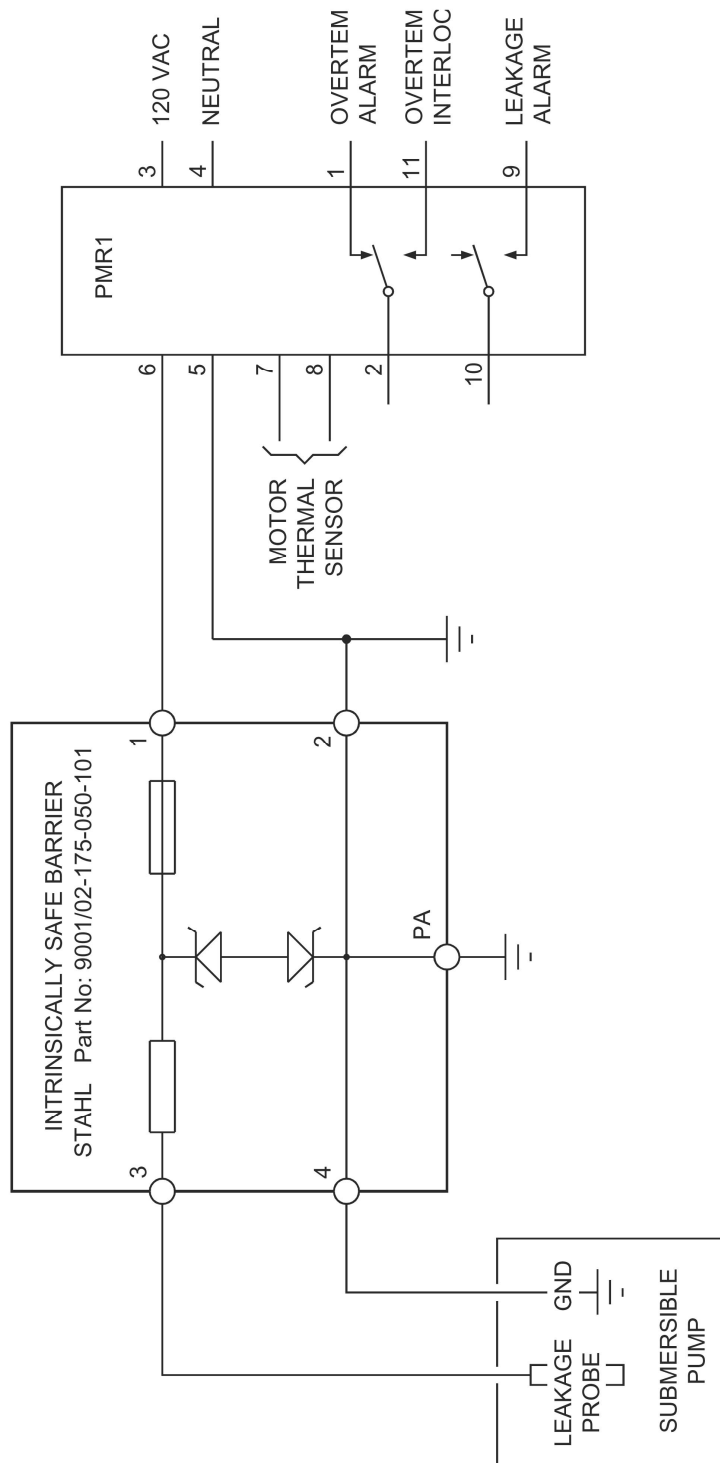 INTRINSICALLY SAFE BARRIER
STAHL Part No: 9001/02-175-050-101
3
1
4
2
PA
LEAKAGE
PROBE
GND
SUBMERSIBLE
PUMP
MOTOR
THERMAL
SENSOR
PMR1
6
5
7
8
2
10
3
4
1
11
9
120 VAC
NEUTRAL
OVERTEM
ALARM
OVERTEM
INTERLOC
LEAKAGE
ALARM